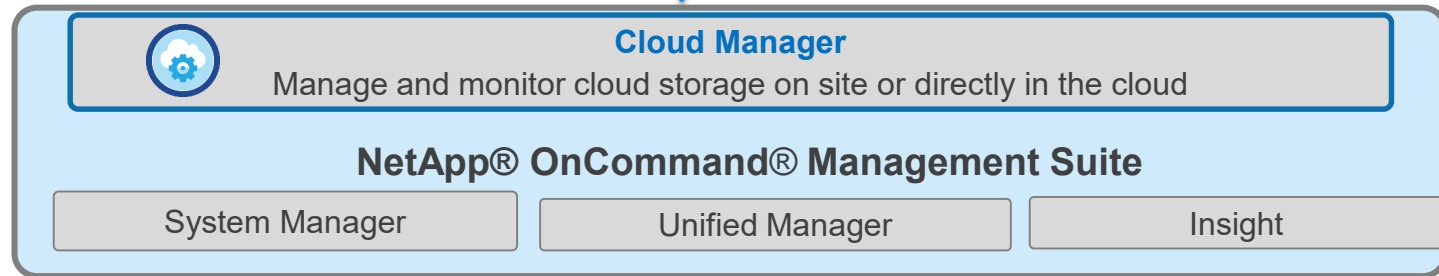 Cloud Manager
Manage and monitor cloud storage on site or directly in the cloud
NetApp® OnCommand® Management Suite
System Manager
Unified Manager
Insight